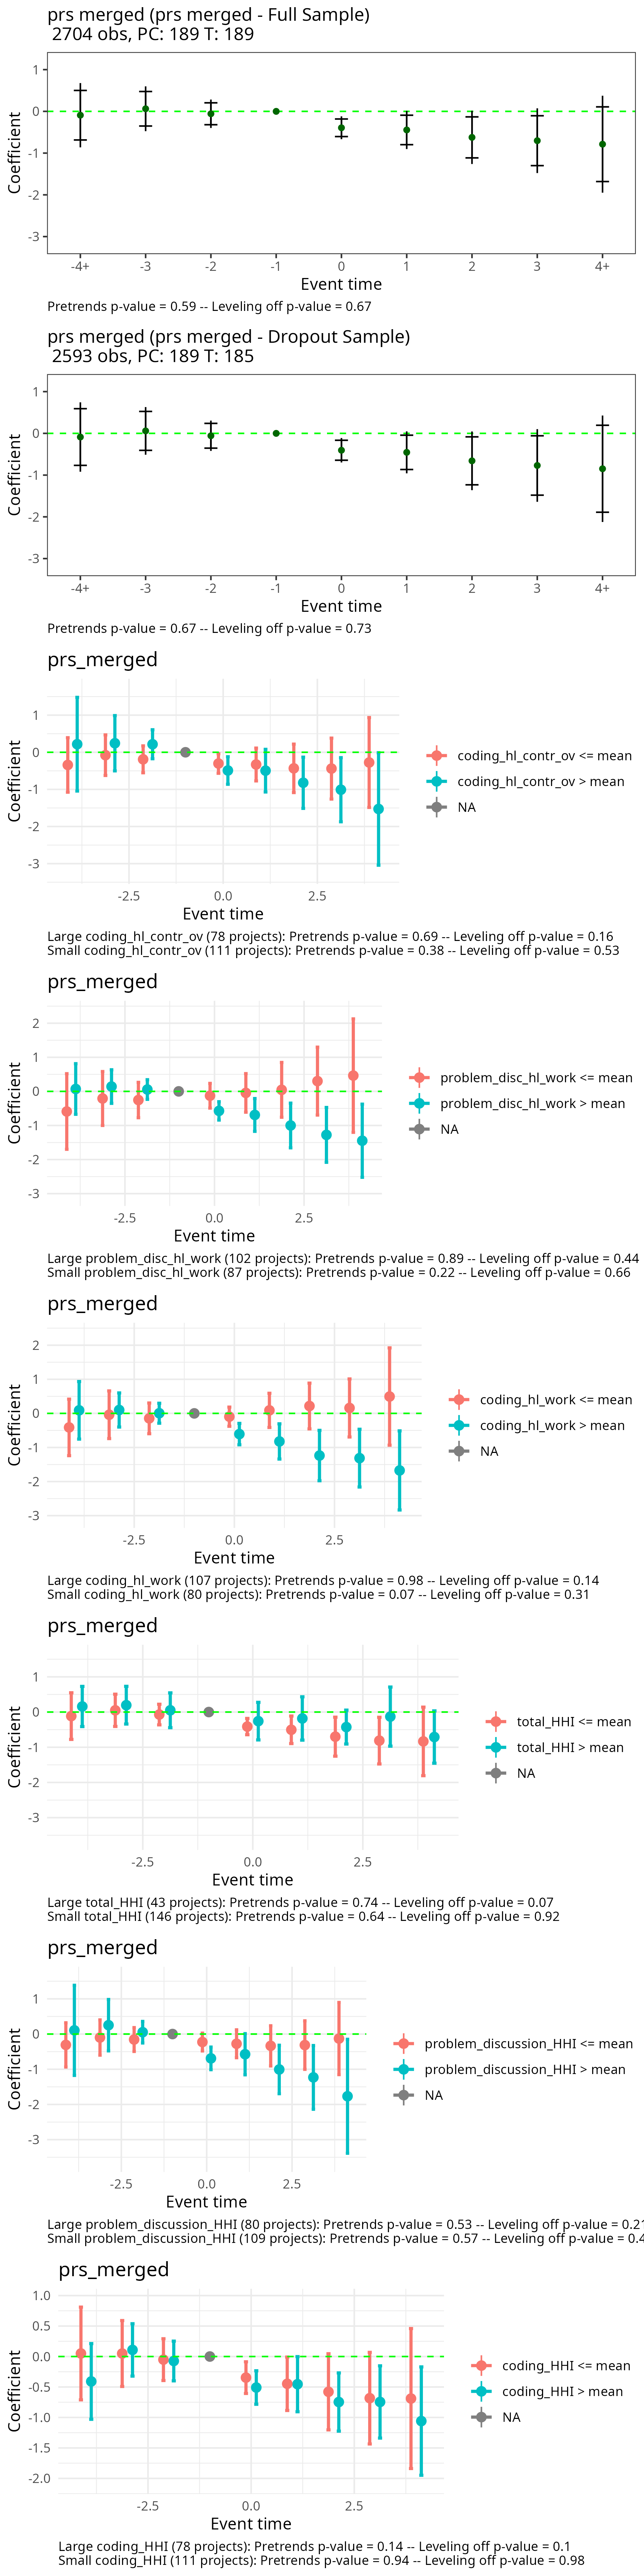 prs merged (prs merged - Full Sample)
2704 obs, PC: 189 T: 189
1
0
-1
-2
-3
Coefficient
-4+ -3 -2 -1 0 1 2 3 4+
Event time
Pretrends p-value = 0.59 -- Leveling off p-value = 0.67
prs merged (prs merged - Dropout Sample)
2593 obs, PC: 189 T: 185
1
0
-1
-2
-3
Coefficient
-4+ -3 -2 -1 0 1 2 3 4+
Event time
Pretrends p-value = 0.67 -- Leveling off p-value = 0.73
prs_merged
1
0
-1
-2
-3
Coefficient
-2.5 0.0 2.5
Event time
coding_hl_contr_ov <= mean
coding_hl_contr_ov > mean
NA
Large coding_hl_contr_ov (78 projects): Pretrends p-value = 0.69 -- Leveling off p-value = 0.16
Small coding_hl_contr_ov (111 projects): Pretrends p-value = 0.38 -- Leveling off p-value = 0.53
prs_merged
2
1
0
-1
-2
-3
Coefficient
-2.5 0.0 2.5
Event time
problem_disc_hl_work <= mean
problem_disc_hl_work > mean
NA
Large problem_disc_hl_work (102 projects): Pretrends p-value = 0.89 -- Leveling off p-value = 0.44
Small problem_disc_hl_work (87 projects): Pretrends p-value = 0.22 -- Leveling off p-value = 0.66
prs_merged
2
1
0
-1
-2
-3
Coefficient
-2.5 0.0 2.5
Event time
coding_hl_work <= mean
coding_hl_work > mean
NA
Large coding_hl_work (107 projects): Pretrends p-value = 0.98 -- Leveling off p-value = 0.14
Small coding_hl_work (80 projects): Pretrends p-value = 0.07 -- Leveling off p-value = 0.31
prs_merged
1
0
-1
-2
-3
Coefficient
-2.5 0.0 2.5
Event time
total_HHI <= mean
total_HHI > mean
NA
Large total_HHI (43 projects): Pretrends p-value = 0.74 -- Leveling off p-value = 0.07
Small total_HHI (146 projects): Pretrends p-value = 0.64 -- Leveling off p-value = 0.92
prs_merged
1
0
-1
-2
-3
Coefficient
-2.5 0.0 2.5
Event time
problem_discussion_HHI <= mean
problem_discussion_HHI > mean
NA
Large problem_discussion_HHI (80 projects): Pretrends p-value = 0.53 -- Leveling off p-value = 0.21
Small problem_discussion_HHI (109 projects): Pretrends p-value = 0.57 -- Leveling off p-value = 0.4
prs_merged
1.0
0.5
0.0
-0.5
-1.0
-1.5
-2.0
Coefficient
-2.5 0.0 2.5
Event time
coding_HHI <= mean
coding_HHI > mean
NA
Large coding_HHI (78 projects): Pretrends p-value = 0.14 -- Leveling off p-value = 0.1
Small coding_HHI (111 projects): Pretrends p-value = 0.94 -- Leveling off p-value = 0.98